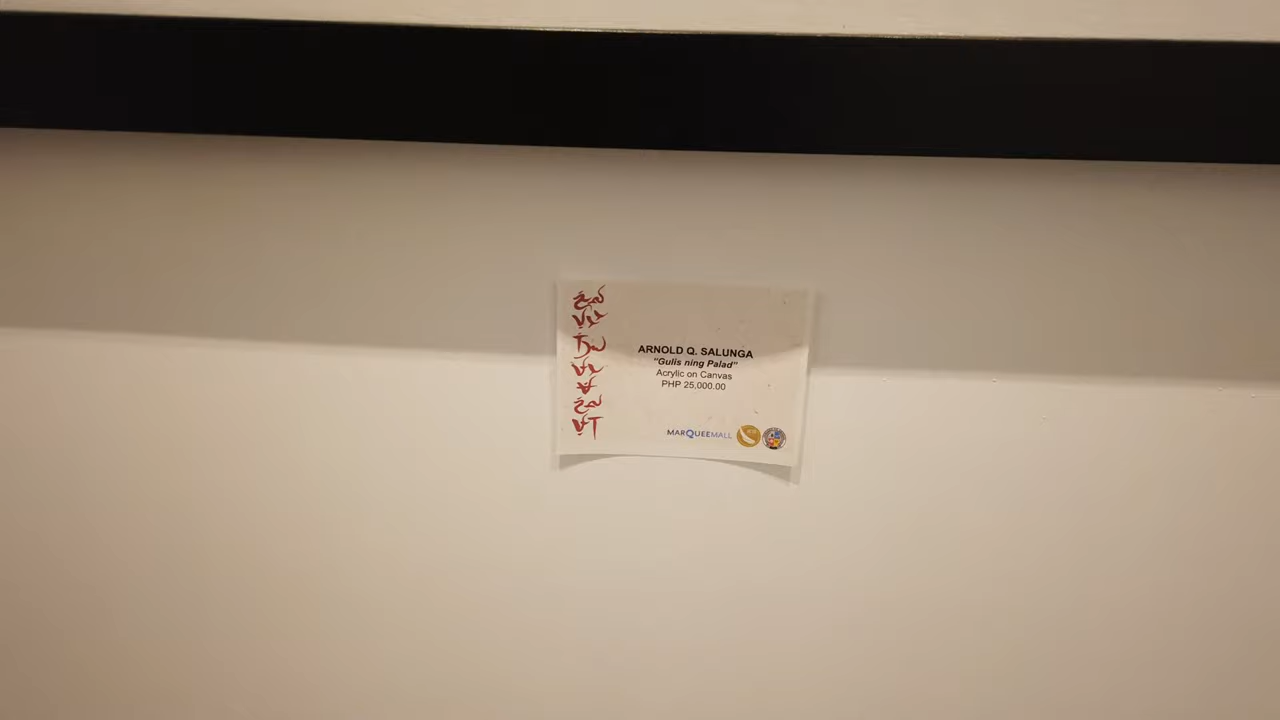 ARNOLD Q. SALUNGA
"Gulis ning Palad"
Acrylic on Canvas
PHP 25,000.00
MARQUEEMALL